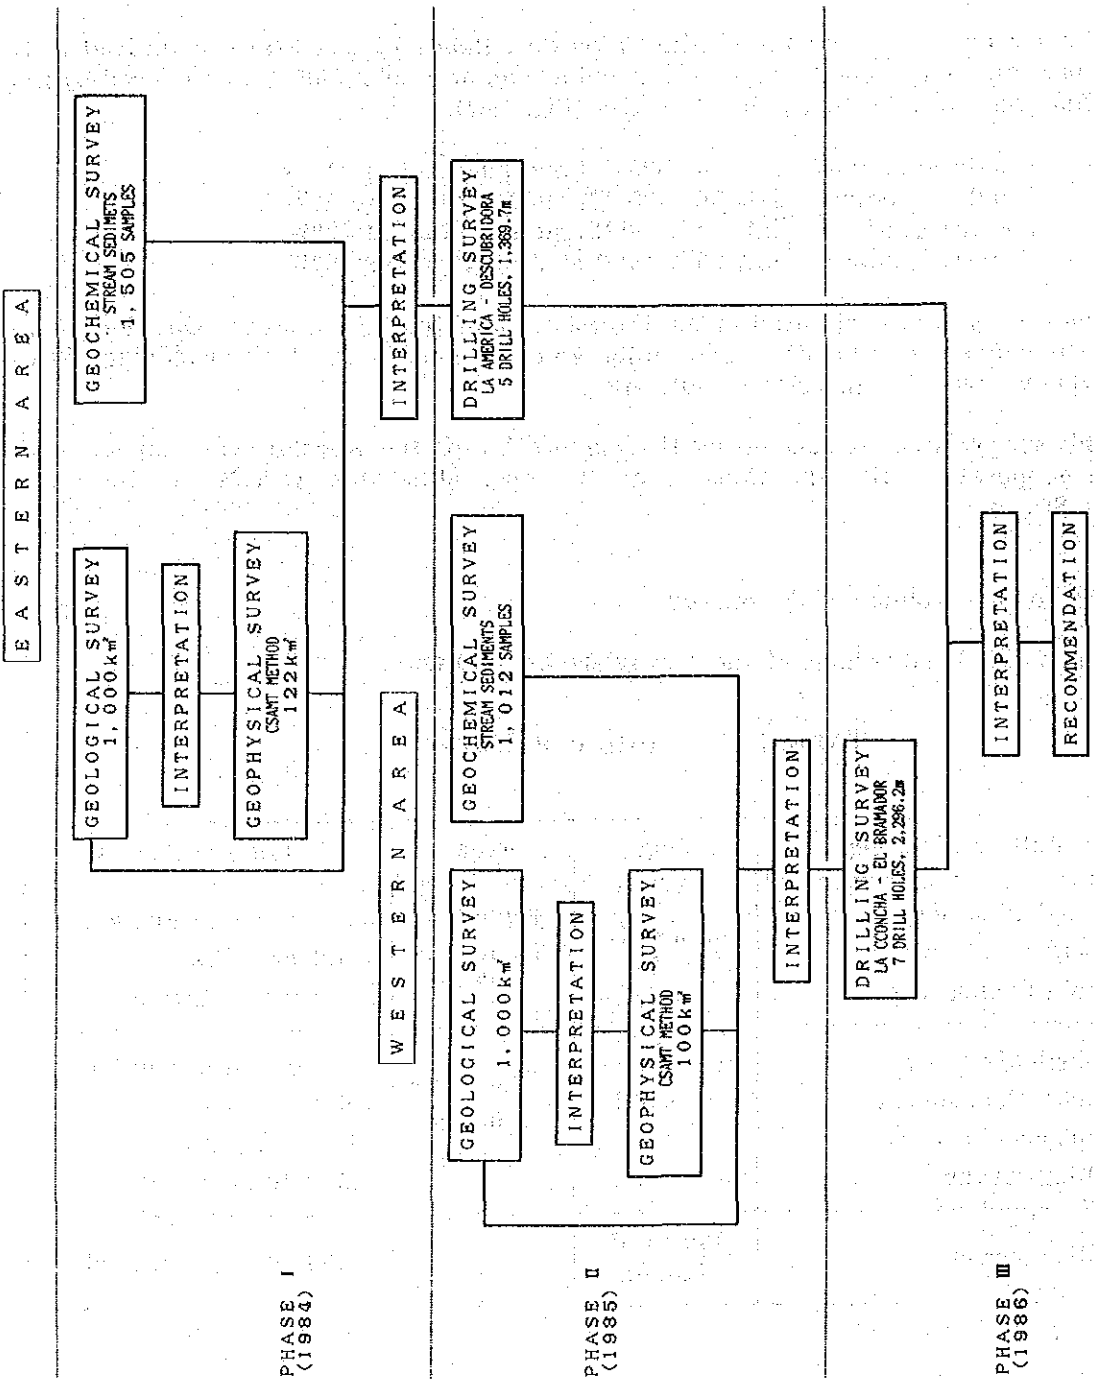 EASTERN AREA
GEOLOGICAL SURVEY
1,000km²
INTERPRETATION
GEOPHYSICAL SURVEY
CSAMT METHOD
122km²
GEOCHEMICAL SURVEY
STREAM SEDIMETS
1,505 SAMPLES
INTERPRETATION
PHASE I
(1984)
WESTERN AREA
GEOLOGICAL SURVEY
1,000km²
INTERPRETATION
GEOPHYSICAL SURVEY
CSAMT METHOD
100km²
GEOCHEMICAL SURVEY
STREAM SEDIMENTS
1,012 SAMPLES
DRILLING SURVEY
LA AMERICA - DESCUBRIDORA
5 DRILL HOLES, 1,369.7m
INTERPRETATION
PHASE II
(1985)
DRILLING SURVEY
LA CCONCHA - EL BRAMADOR
7 DRILL HOLES, 2,296.2m
INTERPRETATION
RECOMMENDATION
PHASE III
(1986)